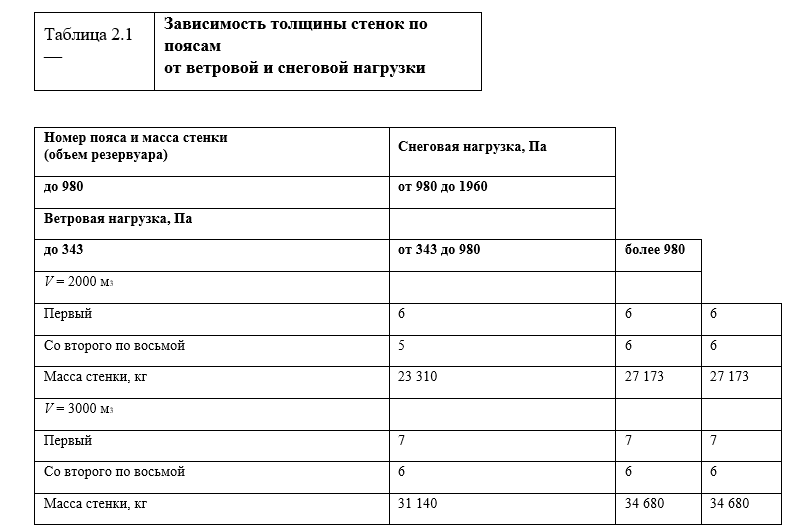 Таблица 2.1
—
Зависимость толщины стенок по
поясам
от ветровой и снеговой нагрузки
Номер пояса и масса стенки
(объем резервуара)
Снеговая нагрузка, Па
до 980 от 980 до 1960
Ветровая нагрузка, Па
до 343 от 343 до 980 более 980
V = 2000 м3
Первый 6 6 6
Со второго по восьмой 5 6 6
Масса стенки, кг 23 310 27 173 27 173
V = 3000 м3
Первый 7 7 7
Со второго по восьмой 6 6 6
Масса стенки, кг 31 140 34 680 34 680